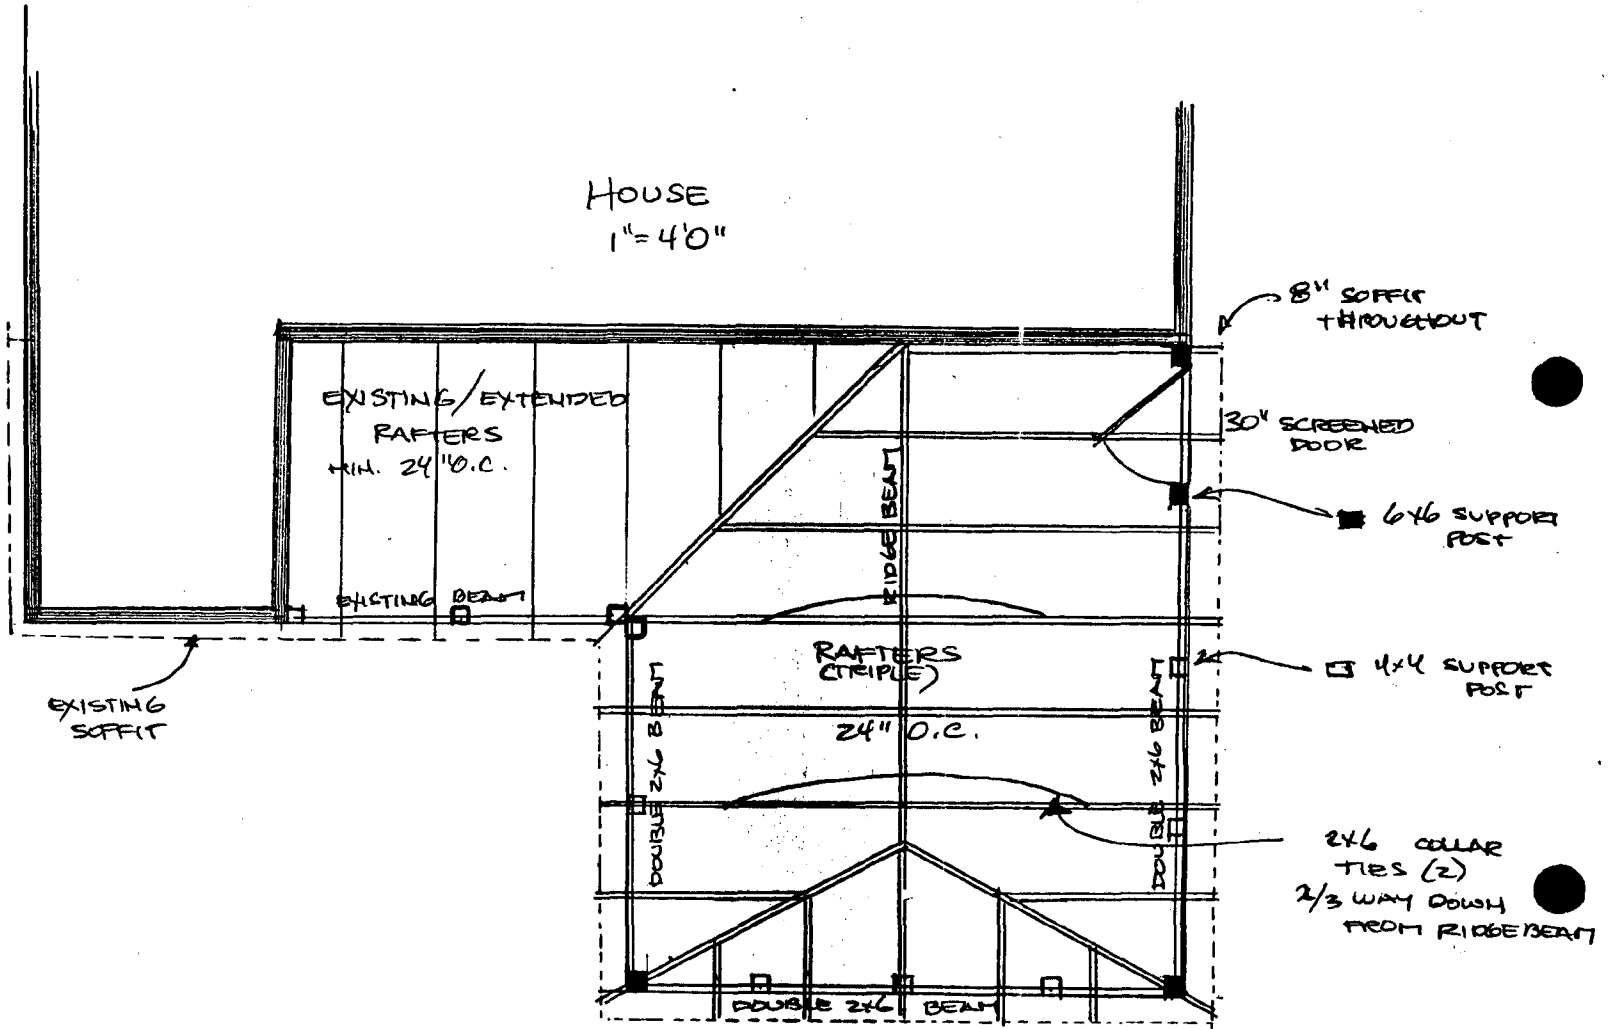 HOUSE
1"=4'0"
8" SOFFIT
THROUGHOUT
EXISTING/EXTENDED
RAFTERS
MIN. 24"O.C.
30" SCREENED
DOOR
RIDGE BEAM
6x6 SUPPORT
POST
EXISTING BEAM
RAFTERS
(TRIPLE)
24" O.C.
4x4 SUPPORT
POST
EXISTING
SOFFIT
DOUBLE 2x6 BEAM
DOUBLE 2x6 BEAM
2x6 COLLAR
TIES (2)
2/3 WAY DOWN
FROM RIDGEBEAM
DOUBLE 2x6 BEAM